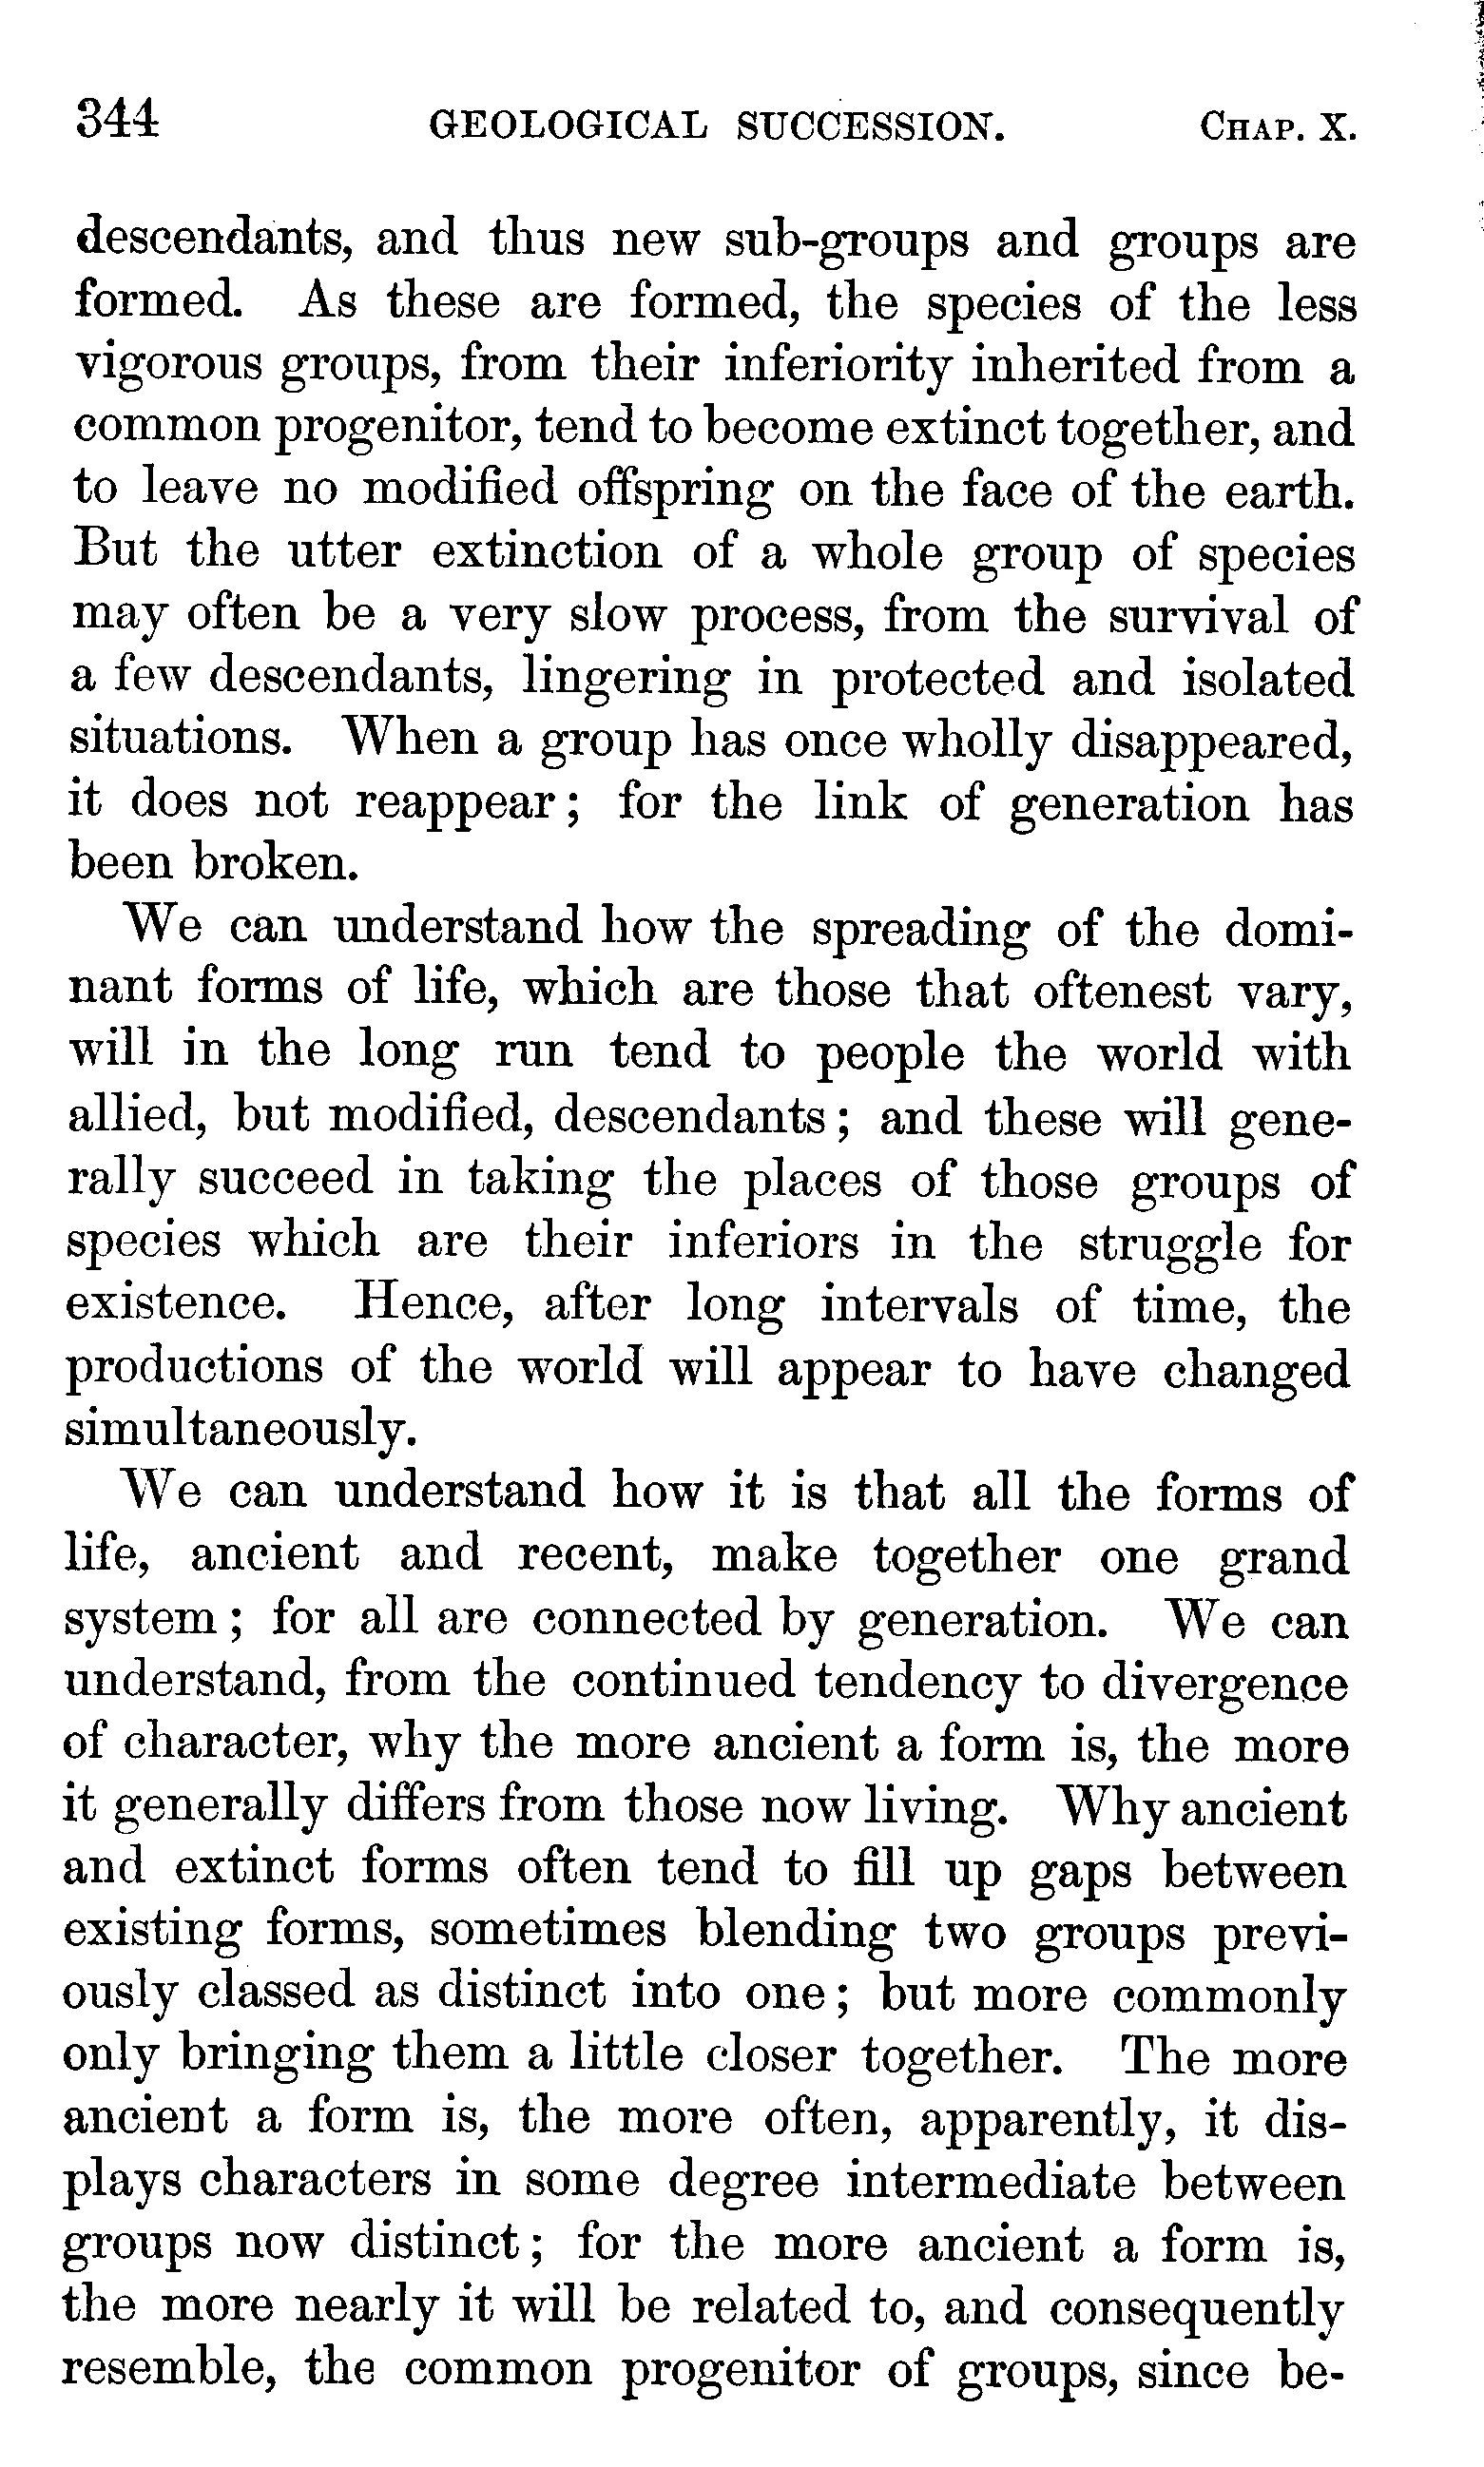 344 GEOLOGICAL SUCCESSION. CHAP. X.
descendants, and thus new sub-groups and groups are
formed. As these are formed, the species of the less
vigorous groups, from their inferiority inherited from a
common progenitor, tend to become extinct together, and
to leave no modified offspring on the face of the earth.
But the utter extinction of a whole group of species
may often be a very slow process, from the survival of
a few descendants, lingering in protected and isolated
situations. When a group has once wholly disappeared,
it does not reappear; for the link of generation has
been broken.
We can understand how the spreading of the domi-
nant forms of life, which are those that oftenest vary,
will in the long run tend to people the world with
allied, but modified, descendants; and these will gene-
rally succeed in taking the places of those groups of
species which are their inferiors in the struggle for
existence. Hence, after long intervals of time, the
productions of the world will appear to have changed
simultaneously.
We can understand how it is that all the forms of
life, ancient and recent, make together one grand
system; for all are connected by generation. We can
understand, from the continued tendency to divergence
of character, why the more ancient a form is, the more
it generally differs from those now living. Why ancient
and extinct forms often tend to fill up gaps between
existing forms, sometimes blending two groups previ-
ously classed as distinct into one; but more commonly
only bringing them a little closer together. The more
ancient a form is, the more often, apparently, it dis-
plays characters in some degree intermediate between
groups now distinct; for the more ancient a form is,
the more nearly it will be related to, and consequently
resemble, the common progenitor of groups, since be-